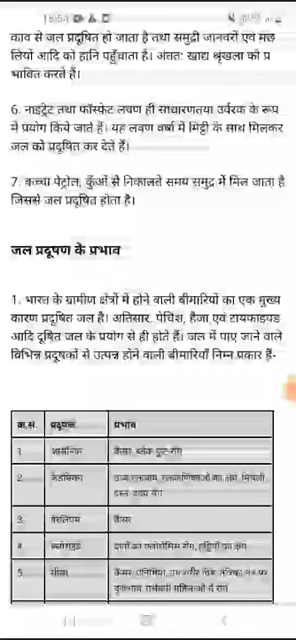 16:54
काव से जल प्रदूषित हो जाता है तथा समुद्री जानवरों एवं मछ
लियों आदि को हानि पहुँचाता है। अंततः खाद्य श्रृंखला को प्र
भावित करते हैं।
6. नाइट्रेट तथा फॉस्फेट लवण ही साधारणतया उर्वरक के रूप
में प्रयोग किये जाते हैं। यह लवण वर्षा में मिट्टी के साथ मिलकर
जल को प्रदूषित कर देते हैं।
7. कच्चा पेट्रोल, कुँओं से निकालते समय समुद्र में मिल जाता है
जिससे जल प्रदूषित होता है।
जल प्रदूषण के प्रभाव
1. भारत के ग्रामीण क्षेत्रों में होने वाली बीमारियों का एक मुख्य
कारण प्रदूषित जल है। अतिसार, पेचिश, हैजा एवं टायफाइयड
आदि दूषित जल के प्रयोग से ही होते हैं। जल में पाए जाने वाले
विभिन्न प्रदूषकों से उत्पन्न होने वाली बीमारियाँ निम्न प्रकार हैं-
क्र.सं. प्रदूषक प्रभाव
1 आर्सेनिक कैंसर, ब्लैक फुट रोग
2. कैडमियम
3. बेरिलियम कैंसर
4 फ्लोराइड
5. सीसा